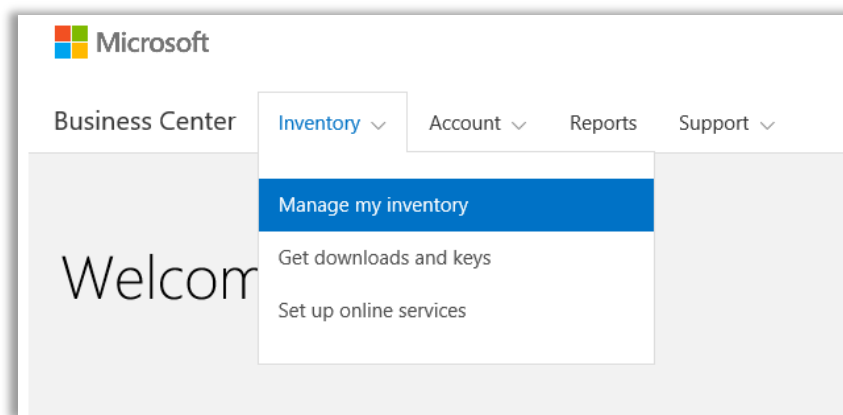 Microsoft
Business Center Inventory Account Reports Support
Manage my inventory
Get downloads and keys
Set up online services
Welcom